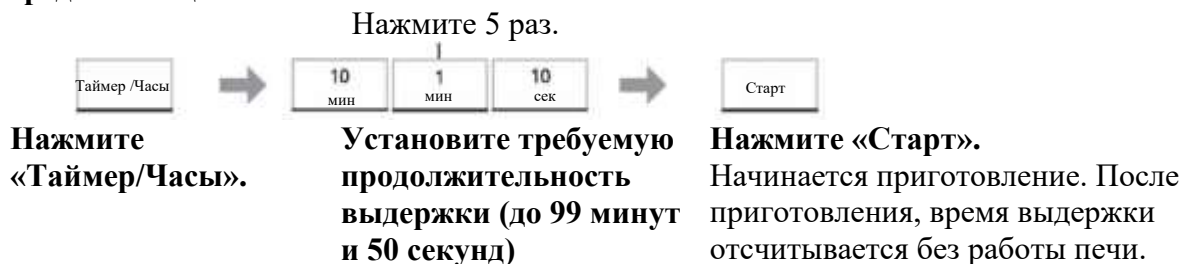 Нажмите 5 раз.
Таймер /Часы
10
мин
1
мин
10
сек
Старт
Нажмите
«Таймер/Часы».
Установите требуемую
продолжительность
выдержки (до 99 минут
и 50 секунд)
Нажмите «Старт».
Начинается приготовление. После
приготовления, время выдержки
отсчитывается без работы печи.